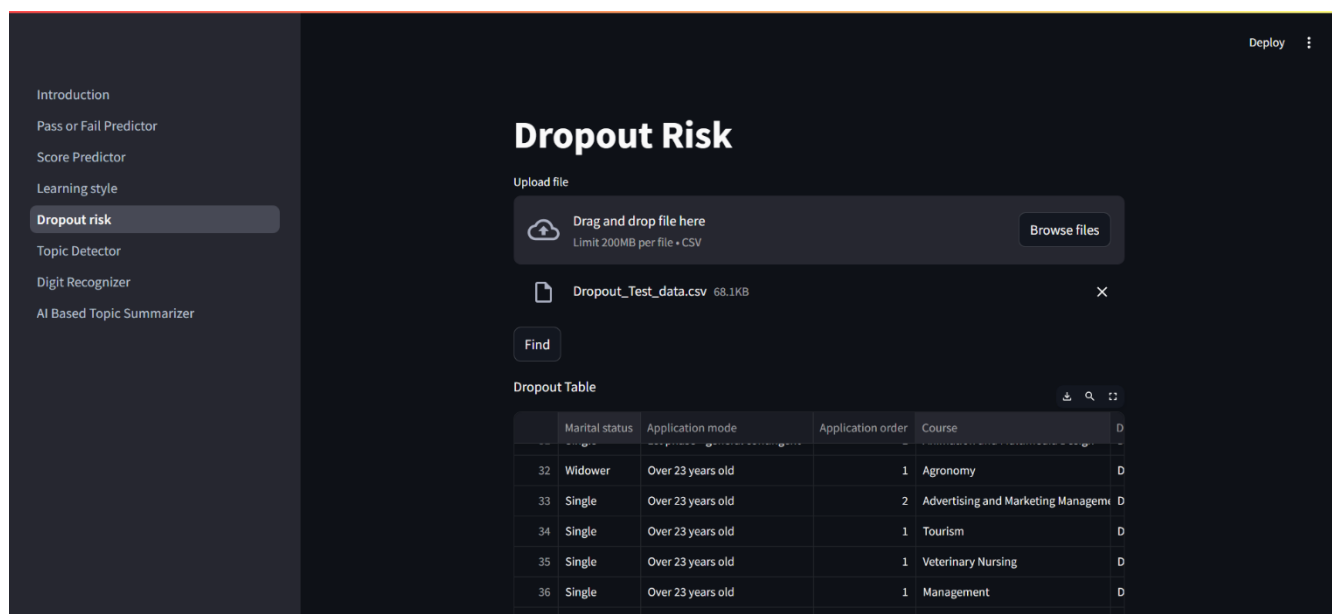 Deploy
Introduction
Pass or Fail Predictor
Score Predictor
Learning style
Dropout risk
Topic Detector
Digit Recognizer
AI Based Topic Summarizer
Dropout Risk
Upload file
Drag and drop file here
Limit 200MB per file • CSV
Browse files
Dropout_Test_data.csv 68.1KB
Find
Dropout Table
Marital status Application mode Application order Course D
32 Widower Over 23 years old 1 Agronomy D
33 Single Over 23 years old 2 Advertising and Marketing Manageme D
34 Single Over 23 years old 1 Tourism D
35 Single Over 23 years old 1 Veterinary Nursing D
36 Single Over 23 years old 1 Management D